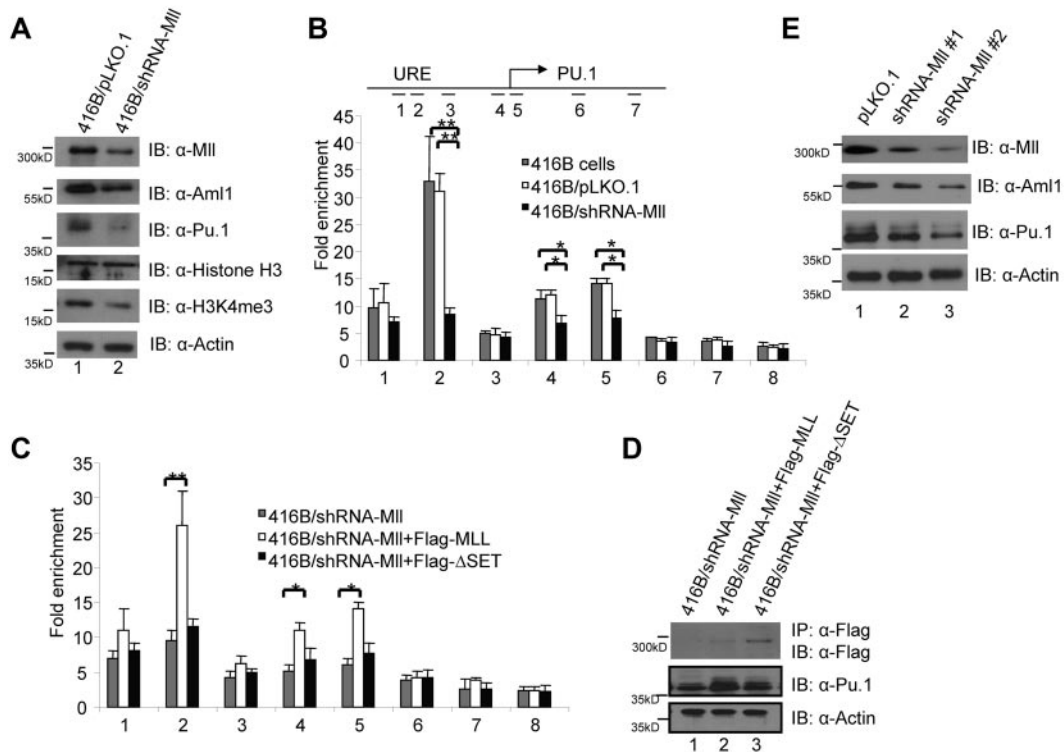 A
416B/pLKO.1
416B/shRNA-Mll
300kD
IB: α-Mll
55kD
IB: α-Aml1
35kD
IB: α-Pu.1
15kD
IB: α-Histone H3
15kD
IB: α-H3K4me3
35kD
IB: α-Actin
1 2
B
URE PU.1
1 2 3 4 5 6 7
Fold enrichment
45
40
35
30
25
20
15
10
5
0
** 
**
* 
*
* 
*
416B cells
416B/pLKO.1
416B/shRNA-Mll
1 2 3 4 5 6 7 8
E
pLKO.1
shRNA-Mll #1
shRNA-Mll #2
300kD
IB: α-Mll
55kD
IB: α-Aml1
35kD
IB: α-Pu.1
35kD
IB: α-Actin
1 2 3
C
Fold enrichment
35
30
25
20
15
10
5
0
**
*
*
416B/shRNA-Mll
416B/shRNA-Mll+Flag-MLL
416B/shRNA-Mll+Flag-ΔSET
1 2 3 4 5 6 7 8
D
416B/shRNA-Mll
416B/shRNA-Mll+Flag-MLL
416B/shRNA-Mll+Flag-ΔSET
300kD
IP: α-Flag
IB: α-Flag
35kD
IB: α-Pu.1
35kD
IB: α-Actin
1 2 3